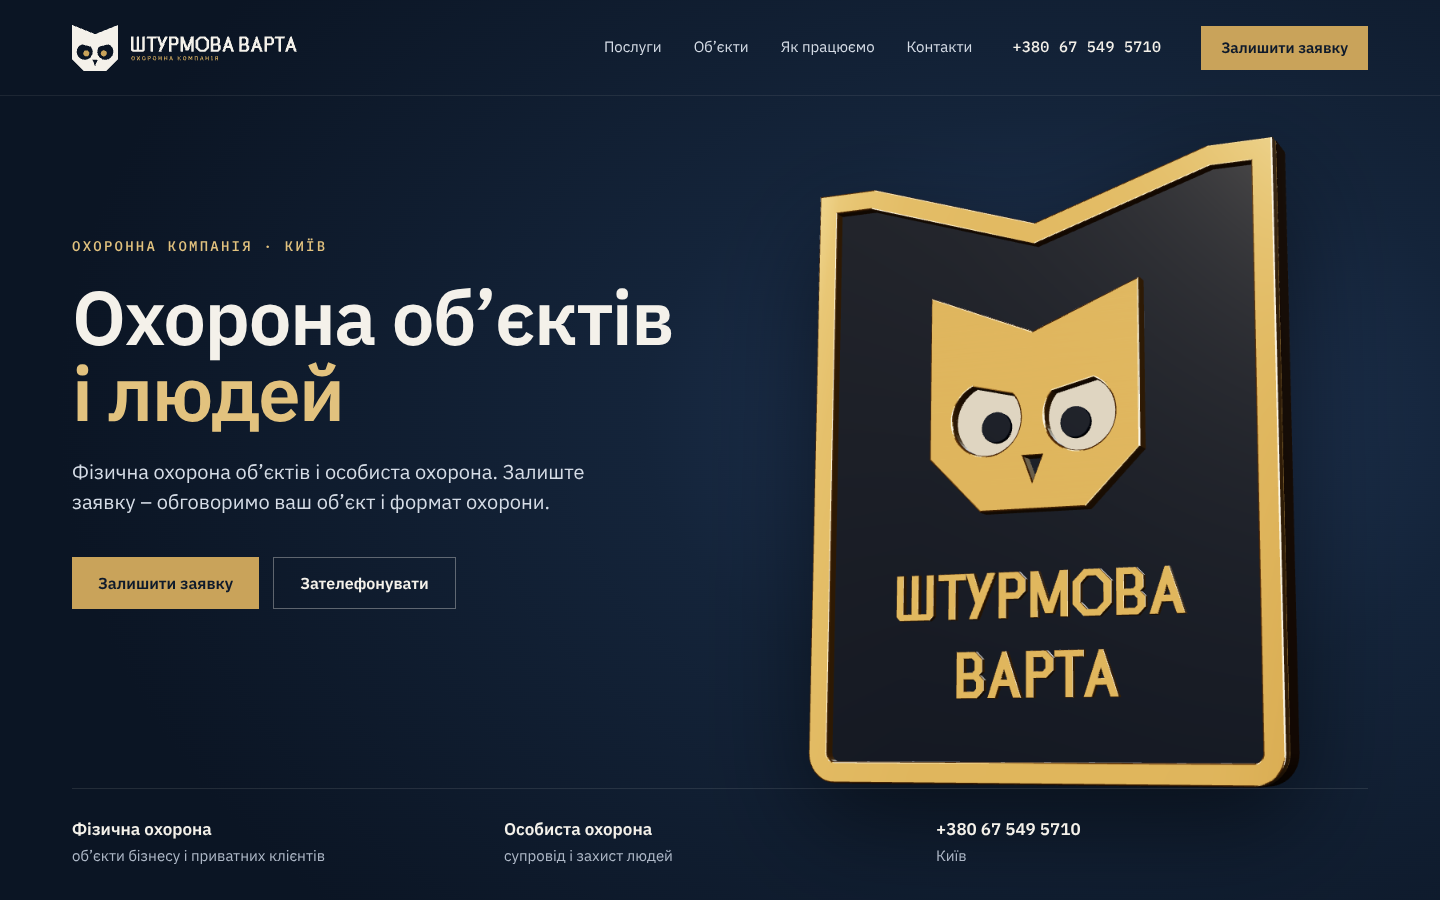 ШТУРМОВА ВАРТА
ОХОРОННА КОМПАНІЯ
Послуги
Об’єкти
Як працюємо
Контакти
+380 67 549 5710
Залишити заявку
ОХОРОННА КОМПАНІЯ · КИЇВ
Охорона об’єктів
і людей
Фізична охорона об’єктів і особиста охорона. Залиште
заявку – обговоримо ваш об’єкт і формат охорони.
Залишити заявку
Зателефонувати
ШТУРМОВА
ВАРТА
Фізична охорона
об’єкти бізнесу і приватних клієнтів
Особиста охорона
супровід і захист людей
+380 67 549 5710
Київ